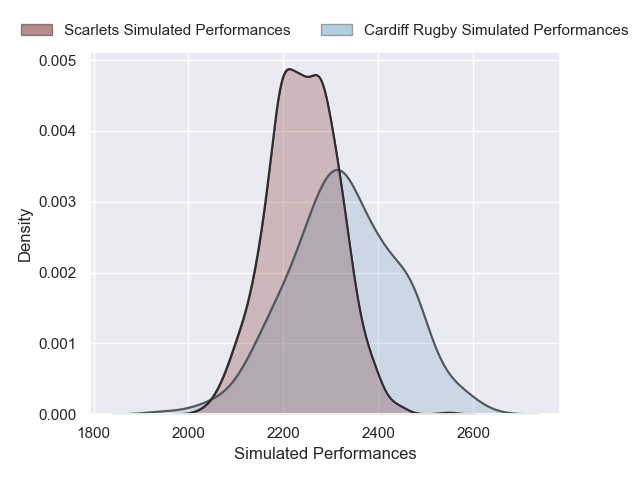 Scarlets Simulated Performances
Cardiff Rugby Simulated Performances
0.005
0.004
0.003
0.002
0.001
0.000
Density
1800
2000
2200
2400
2600
Simulated Performances